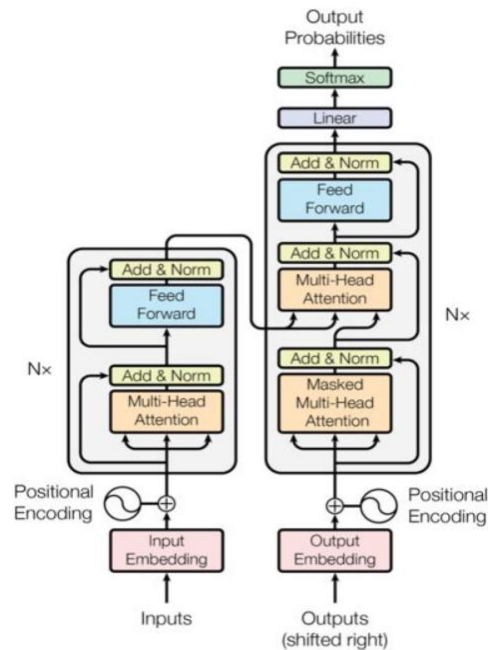 Output
Probabilities
Softmax
Linear
Add & Norm
Feed
Forward
Add & Norm
Multi-Head
Attention
Nx
Add & Norm
Masked
Multi-Head
Attention
Add & Norm
Feed
Forward
Nx
Add & Norm
Multi-Head
Attention
Positional
Encoding
Positional
Encoding
Input
Embedding
Output
Embedding
Inputs
Outputs
(shifted right)